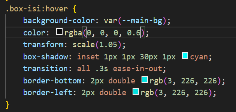 .box-isi:hover {
background-color: var(--main-bg);
color: rgba(0, 0, 0, 0.6);
transform: scale(1.05);
box-shadow: inset 1px 1px 30px 1px cyan;
transition: all .3s ease-in-out;
border-bottom: 2px double rgb(3, 226, 226);
border-left: 2px double rgb(3, 226, 226);